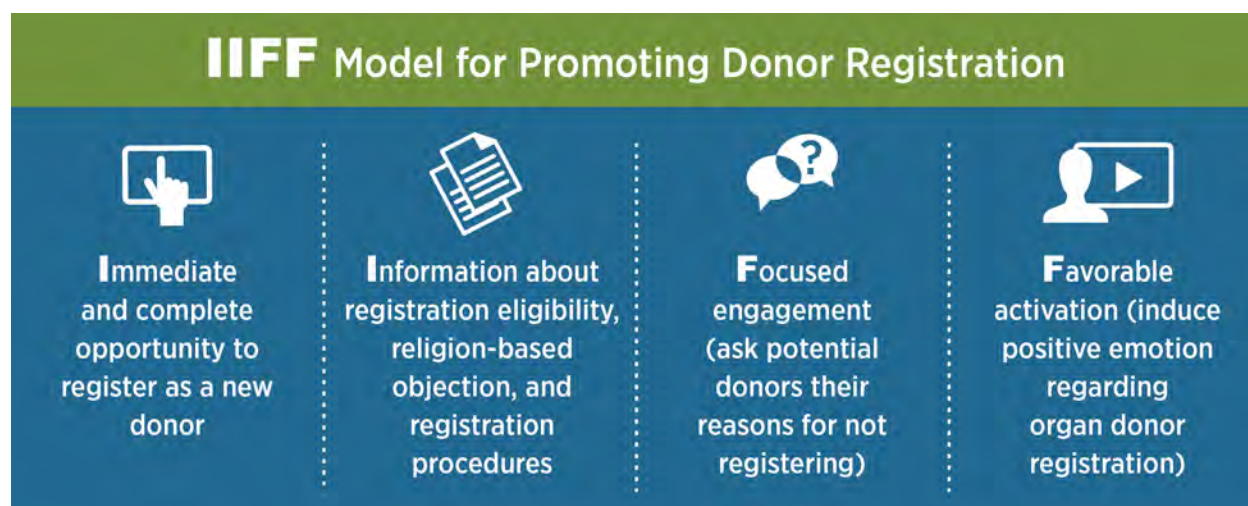 IIFF Model for Promoting Donor Registration
?
Immediate
and complete
opportunity to
register as a new
donor
Information about
registration eligibility,
religion-based
objection, and
registration
procedures
Focused
engagement
(ask potential
donors their
reasons for not
registering)
Favorable
activation (induce
positive emotion
regarding
organ donor
registration)